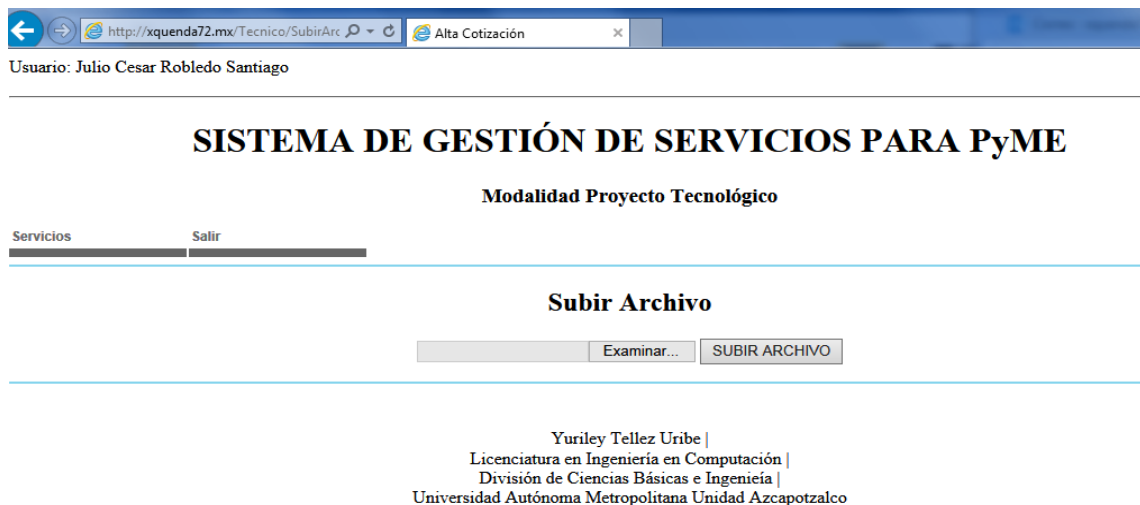 http://xquenda72.mx/Tecnico/SubirArc
Alta Cotización
Usuario: Julio Cesar Robledo Santiago
SISTEMA DE GESTIÓN DE SERVICIOS PARA PyME
Modalidad Proyecto Tecnológico
Servicios Salir
Subir Archivo
Examinar... SUBIR ARCHIVO
Yuriley Tellez Uribe |
Licenciatura en Ingeniería en Computación |
División de Ciencias Básicas e Ingenieía |
Universidad Autónoma Metropolitana Unidad Azcapotzalco